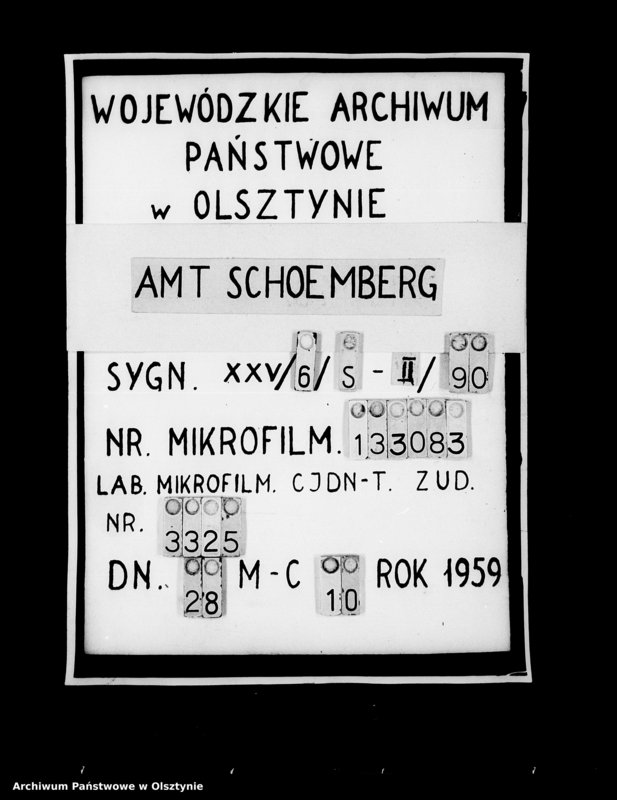 WOJEWÓDZKIE ARCHIWUM
PAŃSTWOWE
w OLSZTYNIE
AMT SCHOEMBERG
SYGN. XXV/6/S-II/90
NR. MIKROFILM. 133083
LAB. MIKROFILM. CJDN-T. ZUD.
NR. 3325
DN. 28 M-C 10 ROK 1959
Archiwum Państwowe w Olsztynie